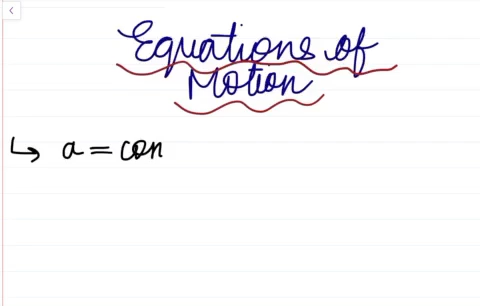 Equations of
Motion
↳ a = con